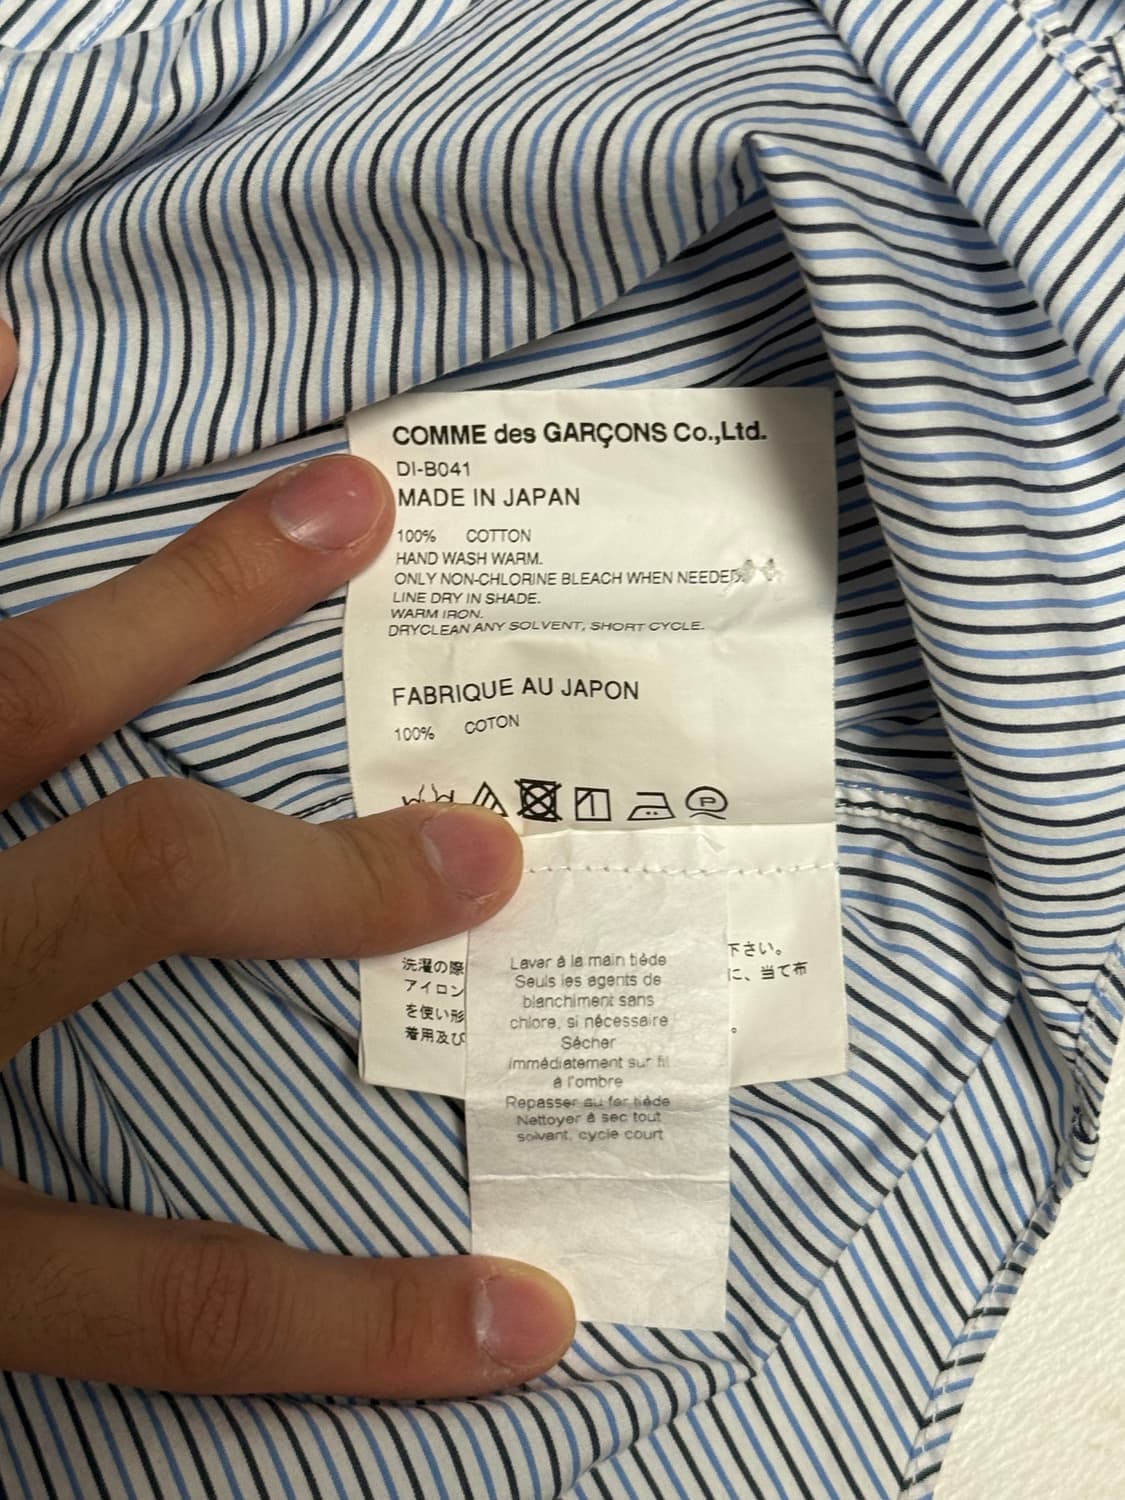 COMME des GARÇONS Co.,Ltd.
DI-B041
MADE IN JAPAN
100% COTTON
HAND WASH WARM.
ONLY NON-CHLORINE BLEACH WHEN NEEDED
LINE DRY IN SHADE.
WARM IRON.
DRYCLEAN ANY SOLVENT, SHORT CYCLE.
FABRIQUE AU JAPON
100% COTON
P
洗濯の際 下さい。
アイロン に、当て布
を使い形
着用及び 。
Laver à la main tiède
Seuls les agents de
blanchiment sans
chlore, si nécessaire
Sécher
immédiatement sur fil
à l'ombre
Repasser au fer tiède
Nettoyer à sec tout
solvant, cycle court